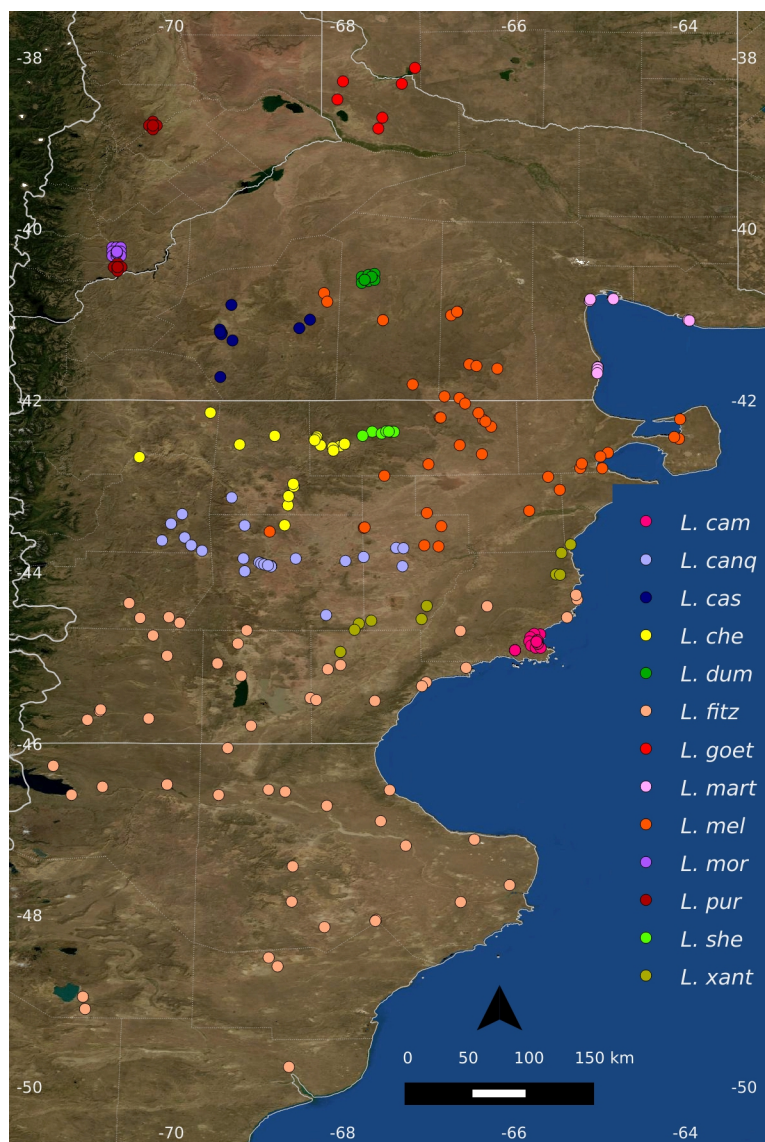 -70 -68 -66 -64
-38 -38
-40 -40
-42 -42
L. cam
L. canq
-44
L. cas
L. che
L. dum
L. fitz
-46
L. goet
L. mart
L. mel
L. mor
L. pur
-48
L. she
L. xant
0 50 100 150 km
-50 -50
-70 -68 -66 -64